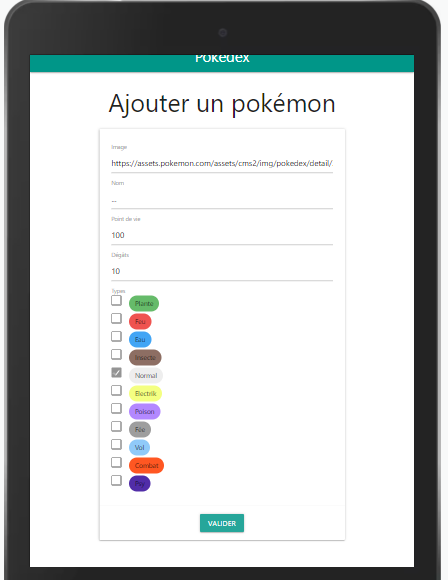 Pokédex
Ajouter un pokémon
Image
https://assets.pokemon.com/assets/cms2/img/pokedex/detail/
Nom
...
Point de vie
100
Dégâts
10
Types
Plante
Feu
Eau
Insecte
Normal
Electrik
Poison
Fée
Vol
Combat
Psy
VALIDER